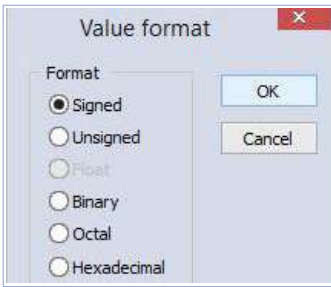 Value format
Format
Signed
Unsigned
Float
Binary
Octal
Hexadecimal
OK
Cancel